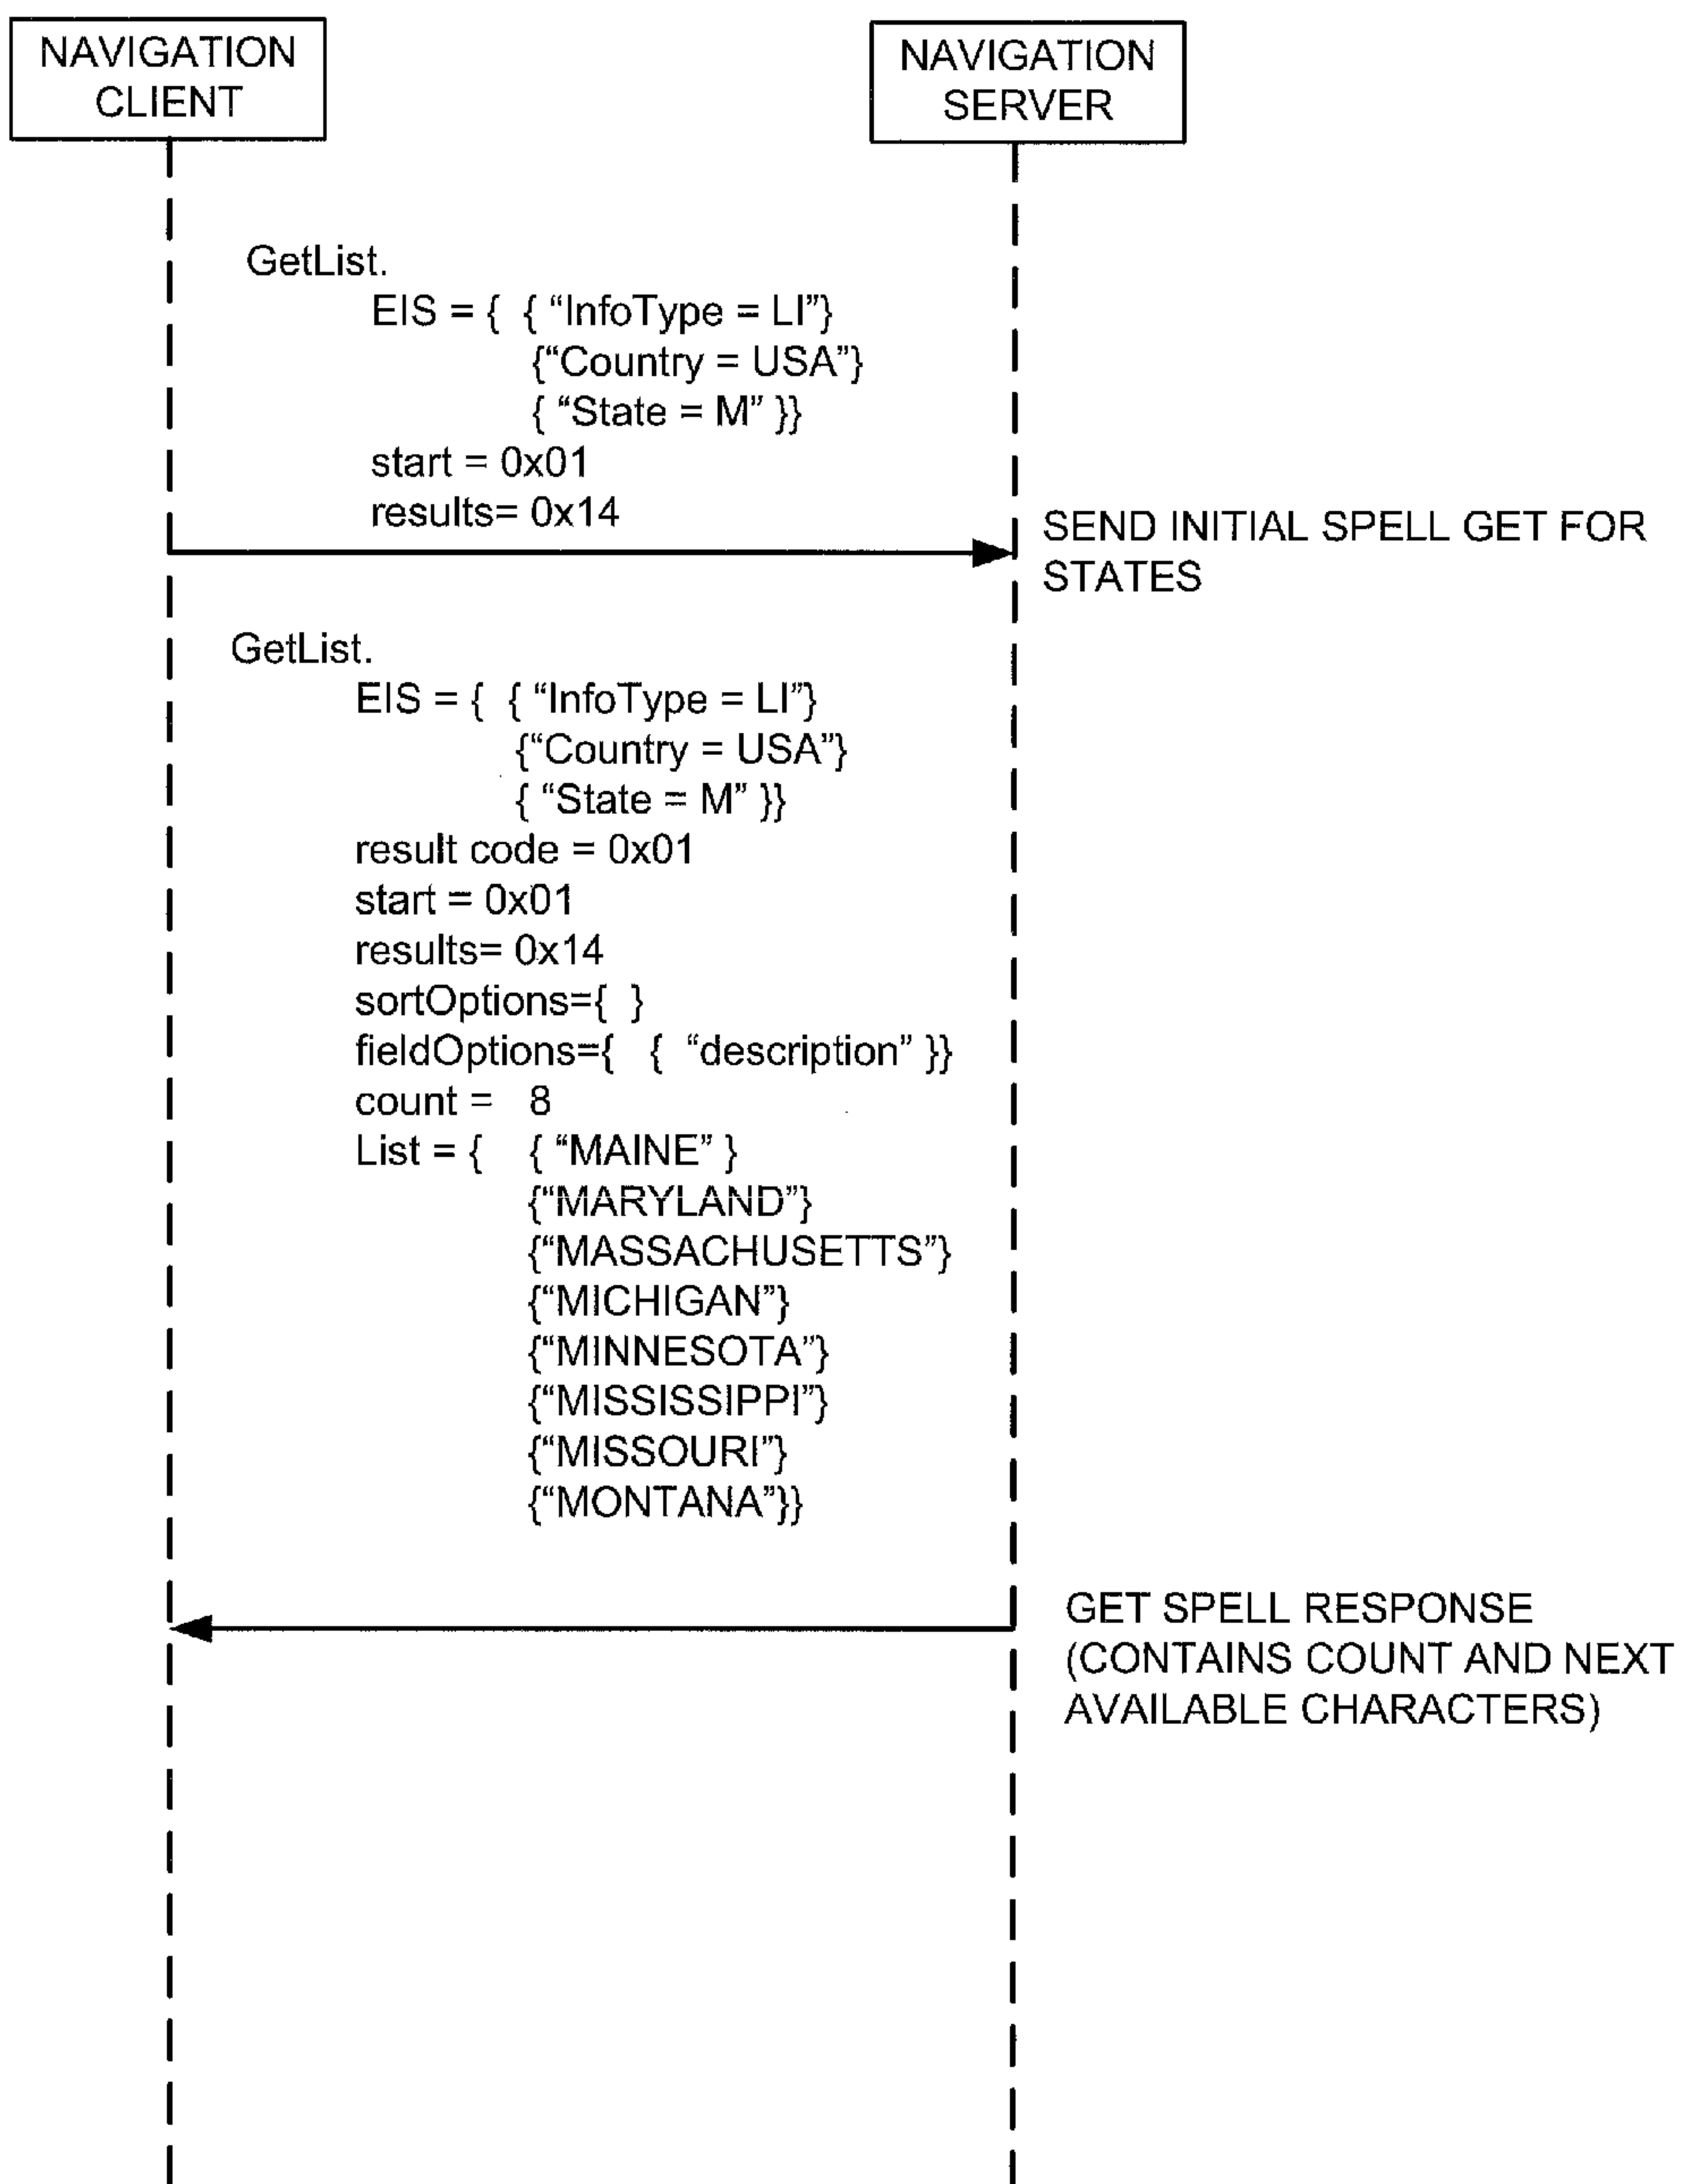 NAVIGATION
CLIENT
NAVIGATION
SERVER
GetList.
EIS = { { “InfoType = LI”}
{“Country = USA”}
{ “State = M” }}
start = 0x01
results= 0x14
SEND INITIAL SPELL GET FOR
STATES
GetList.
EIS = { { “InfoType = LI”}
{“Country = USA”}
{ “State = M” }}
result code = 0x01
start = 0x01
results= 0x14
sortOptions={ }
fieldOptions={ { “description” }}
count = 8
List = { { “MAINE” }
{“MARYLAND”}
{“MASSACHUSETTS”}
{“MICHIGAN”}
{“MINNESOTA”}
{“MISSISSIPPI”}
{“MISSOURI”}
{“MONTANA”}}
GET SPELL RESPONSE
(CONTAINS COUNT AND NEXT
AVAILABLE CHARACTERS)